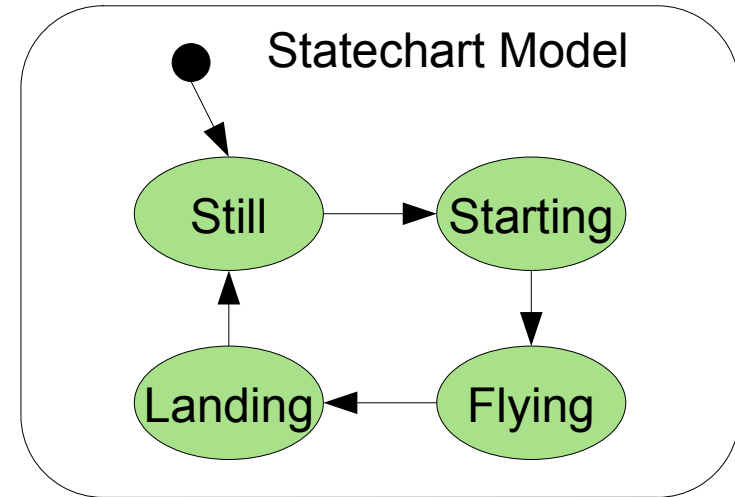 Statechart Model
Still
Starting
Landing
Flying